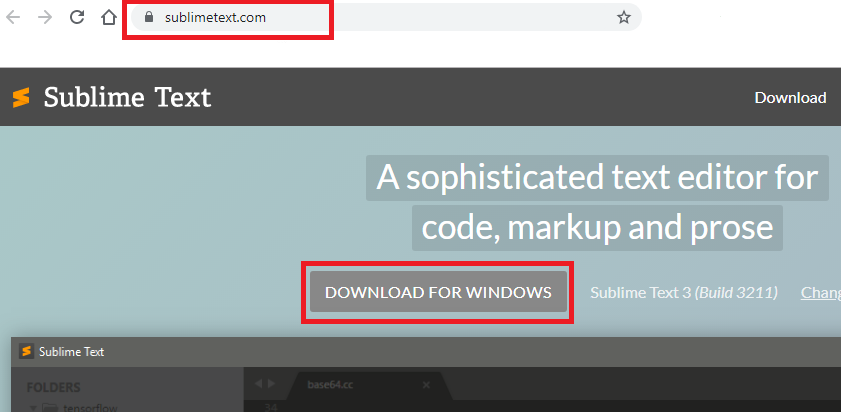 sublimetext.com
Sublime Text
Download
A sophisticated text editor for
code, markup and prose
DOWNLOAD FOR WINDOWS
Sublime Text 3 (Build 3211)
Chang
Sublime Text
FOLDERS
base64.cc
tensorflow
34